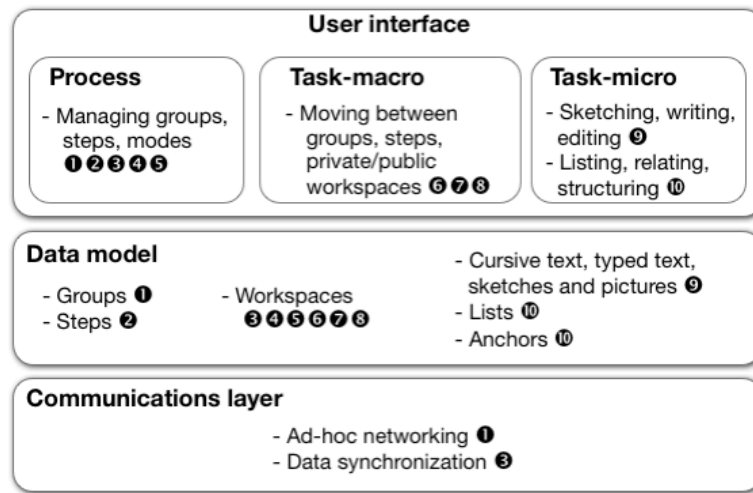 User interface
Process
- Managing groups,
steps, modes
❶❷❸❹❺
Task-macro
- Moving between
groups, steps,
private/public
workspaces ❻❼❽
Task-micro
- Sketching, writing,
editing ❾
- Listing, relating,
structuring ❿
Data model
- Groups ❶
- Steps ❷
- Workspaces
❸❹❺❻❼❽
- Cursive text, typed text,
sketches and pictures ❾
- Lists ❿
- Anchors ❿
Communications layer
- Ad-hoc networking ❶
- Data synchronization ❸